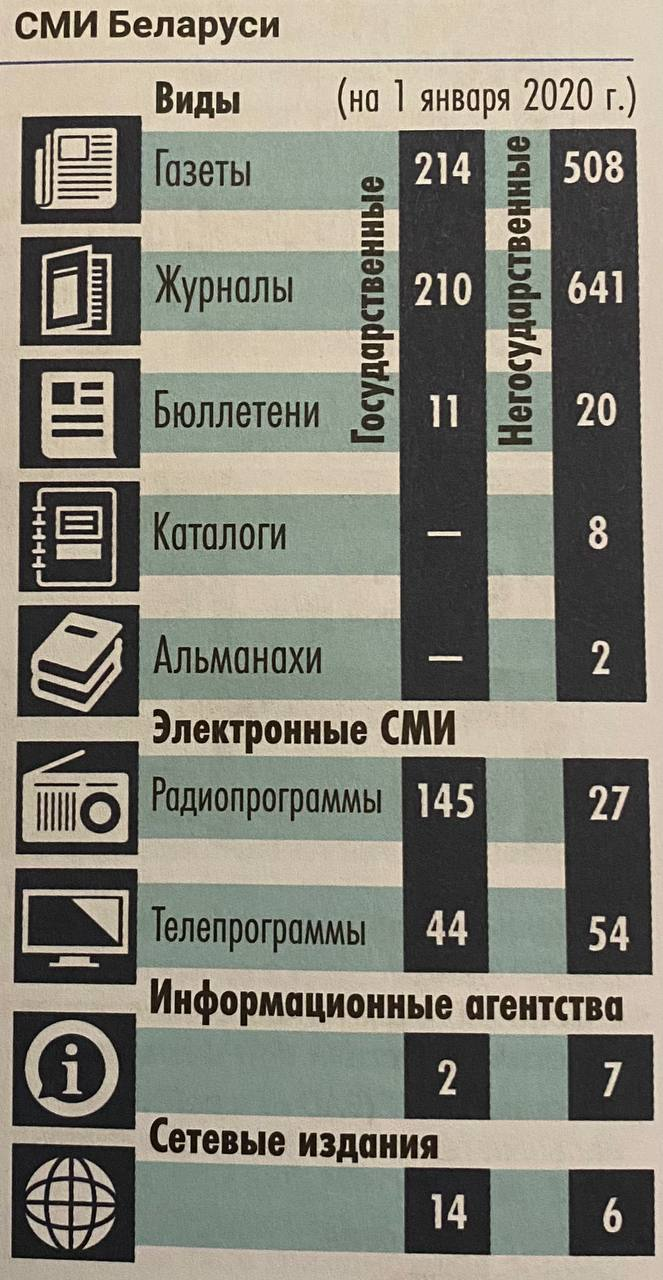 СМИ Беларуси
Виды (на 1 января 2020 г.)
Государственные
Негосударственные
Газеты 214 508
Журналы 210 641
Бюллетени 11 20
Каталоги — 8
Альманахи — 2
Электронные СМИ
Радиопрограммы 145 27
Телепрограммы 44 54
Информационные агентства
2 7
Сетевые издания
14 6